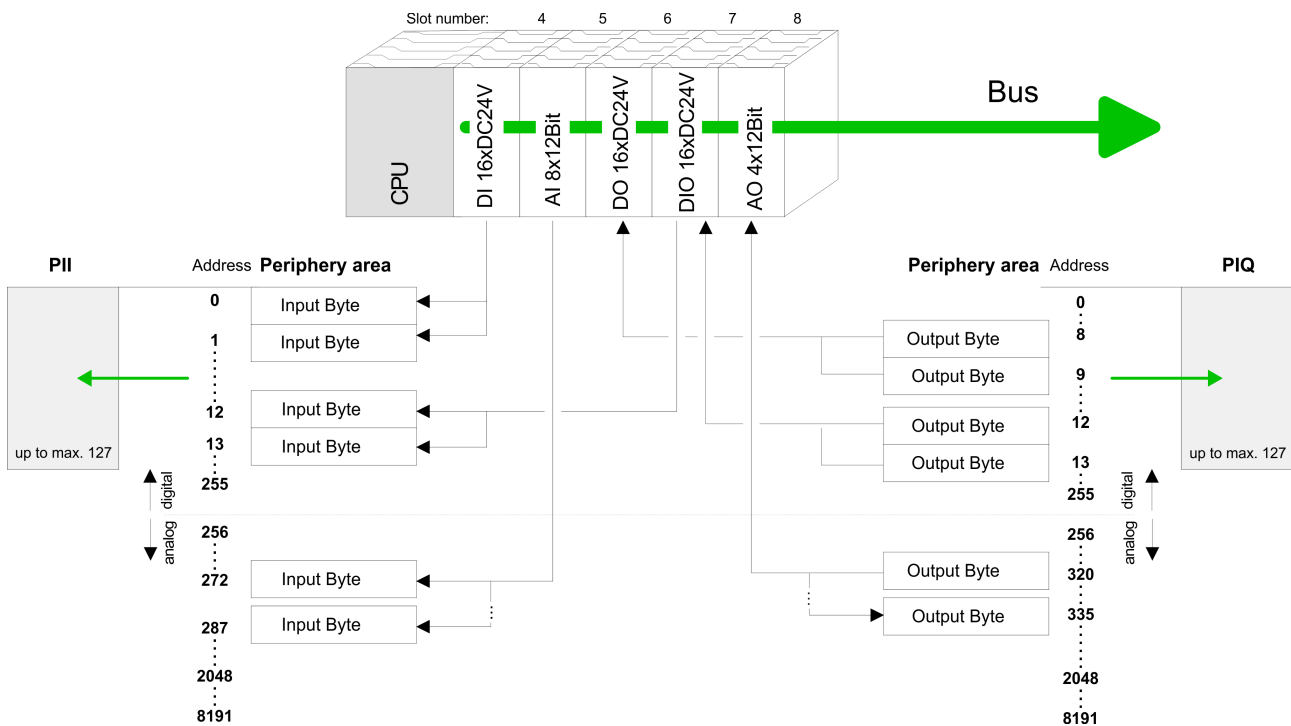 Slot number: 4 5 6 7 8
CPU
DI 16xDC24V
AI 8x12Bit
DO 16xDC24V
DIO 16xDC24V
AO 4x12Bit
Bus
PII Address Periphery area
0 Input Byte
1 Input Byte
12 Input Byte
13 Input Byte
up to max. 127
255
digital
analog
256
272 Input Byte
287 Input Byte
2048
8191
Periphery area Address PIQ
0
Output Byte 8
Output Byte 9
Output Byte 12
Output Byte 13
up to max. 127
255
digital
analog
256
Output Byte 320
Output Byte 335
2048
8191